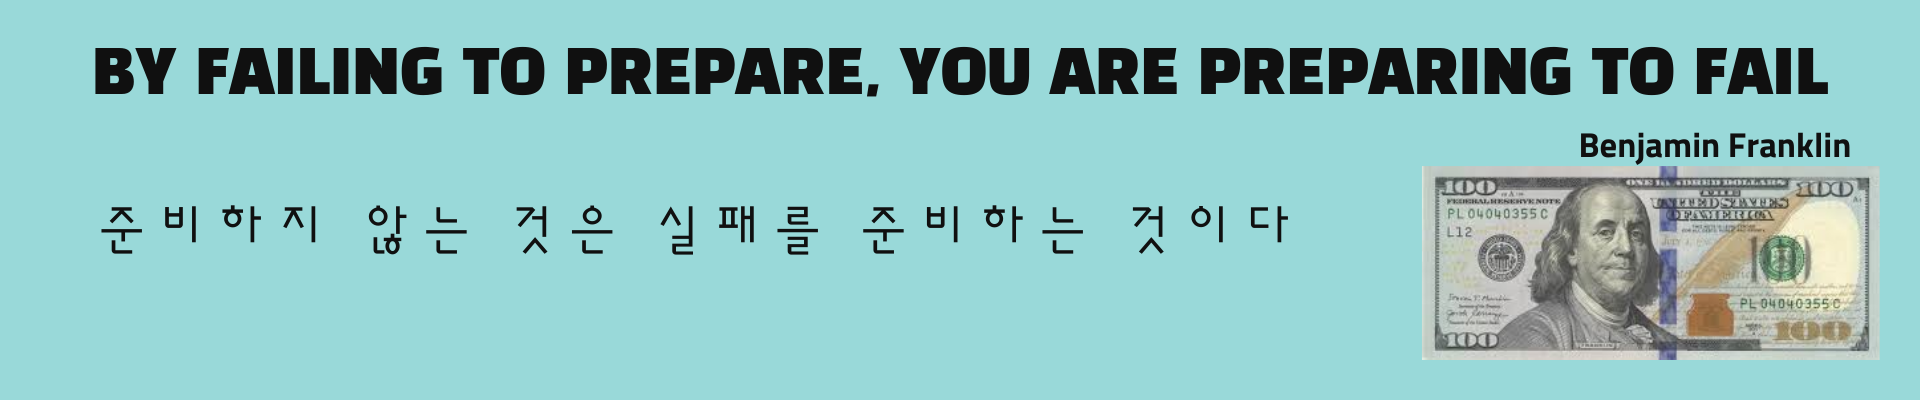 BY FAILING TO PREPARE, YOU ARE PREPARING TO FAIL
Benjamin Franklin
준비하지 않는 것은 실패를 준비하는 것이다
100
ONE HUNDRED DOLLARS
100
FEDERAL RESERVE NOTE
THE
UNITED STATES
OF AMERICA
PL 04040355 C
L12
100
PL 04040355 C
100
FRANKLIN
100